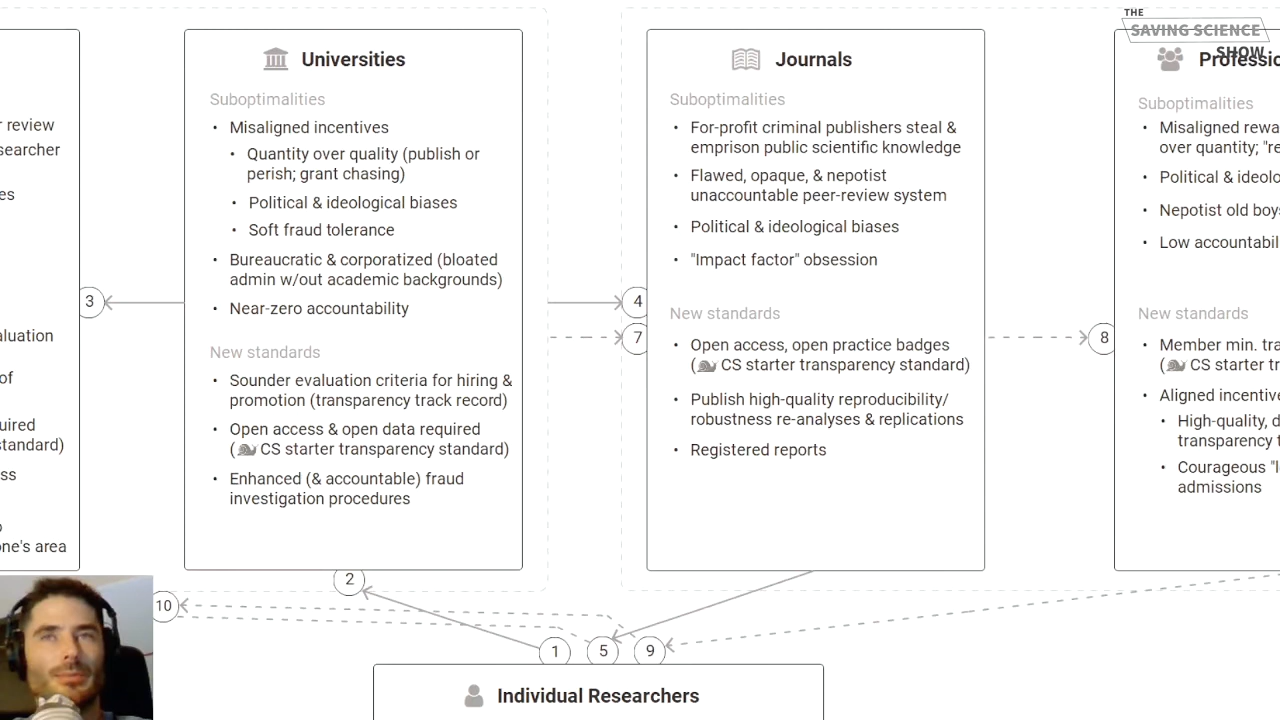 THE
SAVING SCIENCE
SHOW
r review
searcher
es
aluation
of
uired
standard)
ss
o
one's area
3
Universities
Suboptimalities
• Misaligned incentives
• Quantity over quality (publish or
perish; grant chasing)
• Political & ideological biases
• Soft fraud tolerance
• Bureaucratic & corporatized (bloated
admin w/out academic backgrounds)
• Near-zero accountability
New standards
• Sounder evaluation criteria for hiring &
promotion (transparency track record)
• Open access & open data required
(🐌 CS starter transparency standard)
• Enhanced (& accountable) fraud
investigation procedures
4
7
Journals
Suboptimalities
• For-profit criminal publishers steal &
emprison public scientific knowledge
• Flawed, opaque, & nepotist
unaccountable peer-review system
• Political & ideological biases
• "Impact factor" obsession
New standards
• Open access, open practice badges
(🐌 CS starter transparency standard)
• Publish high-quality reproducibility/
robustness re-analyses & replications
• Registered reports
8
Professio
Suboptimalities
• Misaligned rewa
over quantity; "re
• Political & ideolo
• Nepotist old boys
• Low accountabil
New standards
• Member min. tra
(🐌 CS starter tr
• Aligned incentive
• High-quality, d
transparency t
• Courageous "l
admissions
2
10
1
5
9
Individual Researchers